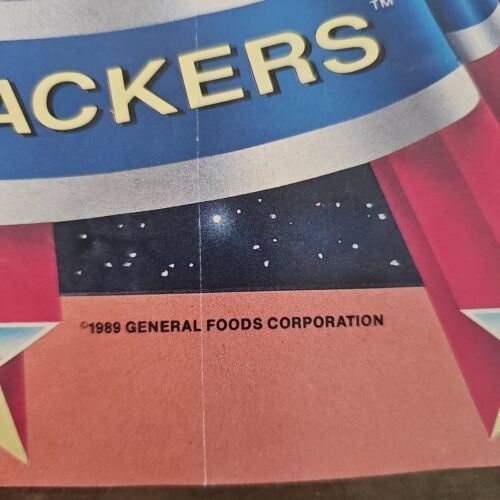 ACKERS™
©1989 GENERAL FOODS CORPORATION